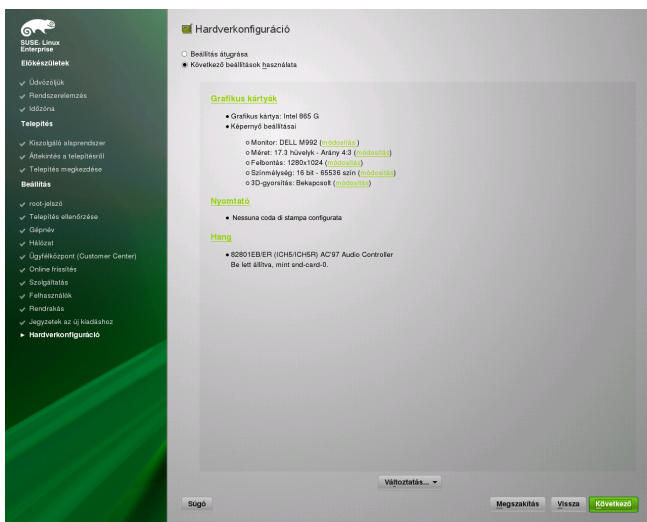 SUSE. Linux
Enterprise
Előkészületek
Üdvözöljük
Rendszerelemzés
Időzóna
Telepítés
Kiszolgáló alaprendszer
Áttekintés a telepítésről
Telepítés megkezdése
Beállítás
root-jelszó
Telepítés ellenőrzése
Gépnév
Hálózat
Ügyfélközpont (Customer Center)
Online frissítés
Szolgáltatás
Felhasználók
Rendrakás
Jegyzetek az új kiadáshoz
Hardverkonfiguráció
Hardverkonfiguráció
Beállítás átugrása
Következő beállítások használata
Grafikus kártyák
Grafikus kártya: Intel 865 G
Képernyő beállításai
Monitor: DELL M992 (módosítás )
Méret: 17.3 hüvelyk - Arány 4:3 (módosítás)
Felbontás: 1280x1024 (módosítás)
Színmélység: 16 bit - 65536 szín (módosítás)
3D-gyorsítás: Bekapcsolt (módosítás)
Nyomtató
Nessuna coda di stampa configurata
Hang
82801EB/ER (ICH5/ICH5R) AC'97 Audio Controller
Be lett állítva, mint snd-card-0.
Változtatás...
Súgó
Megszakítás
Vissza
Következő